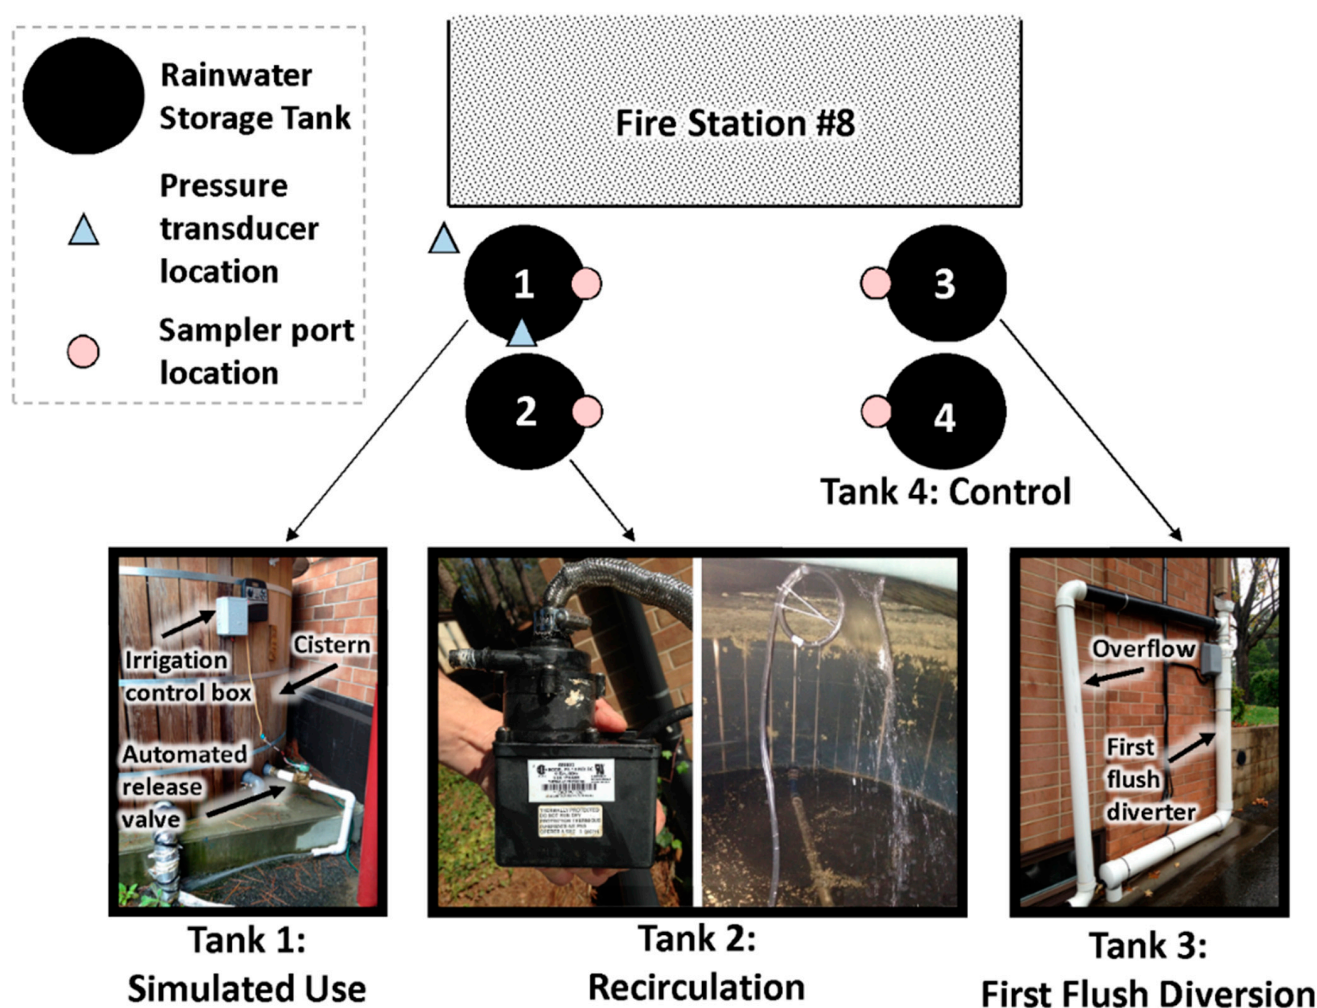 Rainwater
Storage Tank
Pressure
transducer
location
Sampler port
location
Fire Station #8
1
2
3
4
Tank 4: Control
Irrigation
control box
Cistern
Automated
release
valve
Overflow
First
flush
diverter
Tank 1:
Simulated Use
Tank 2:
Recirculation
Tank 3:
First Flush Diversion